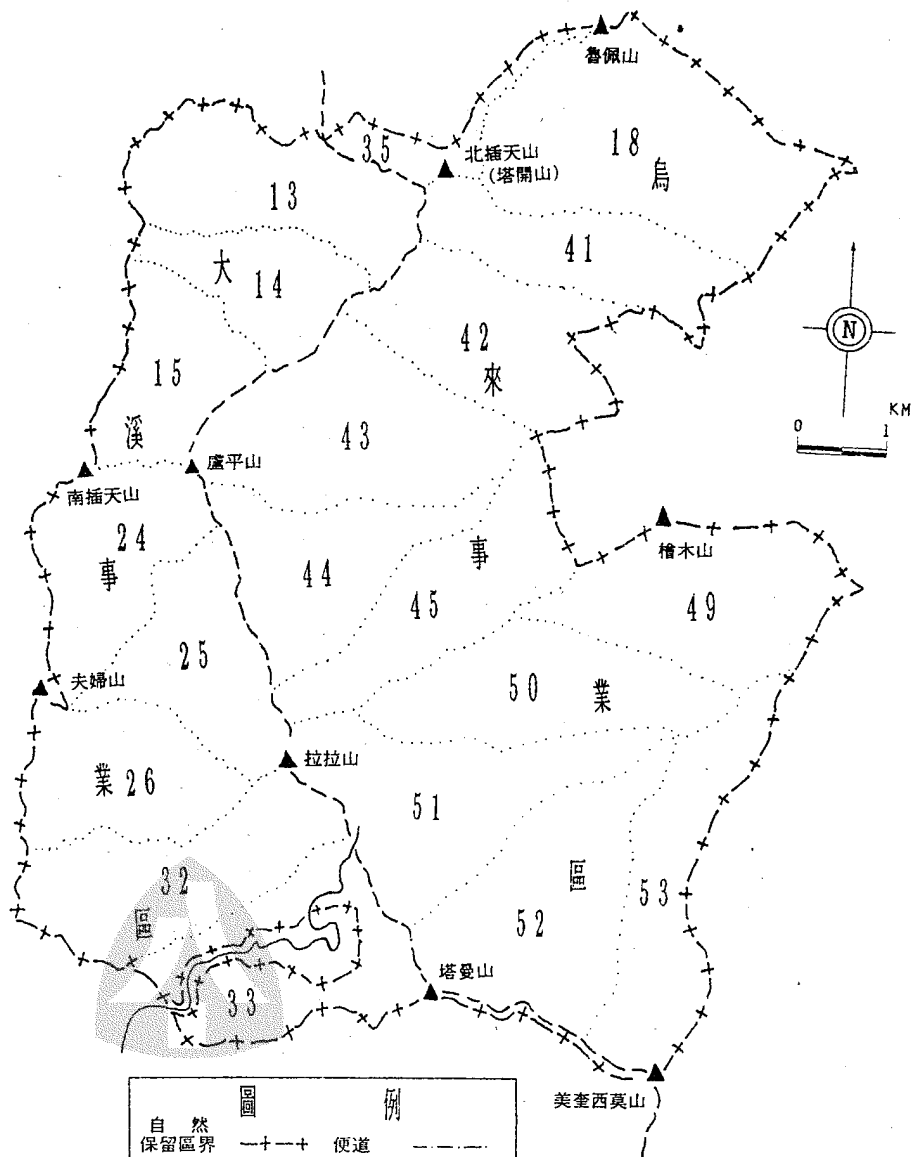 魯佩山
35
北插天山
(塔開山)
18
烏
13
41
大
14
42
來
N
15
KM
0 1
溪
43
盧平山
南插天山
24
事
檜木山
事
44
45
49
25
夫婦山
50
業
拉拉山
業 26
51
32
區
區
53
52
塔曼山
33
美奎西莫山
圖 例
自 然
保留區界
便道